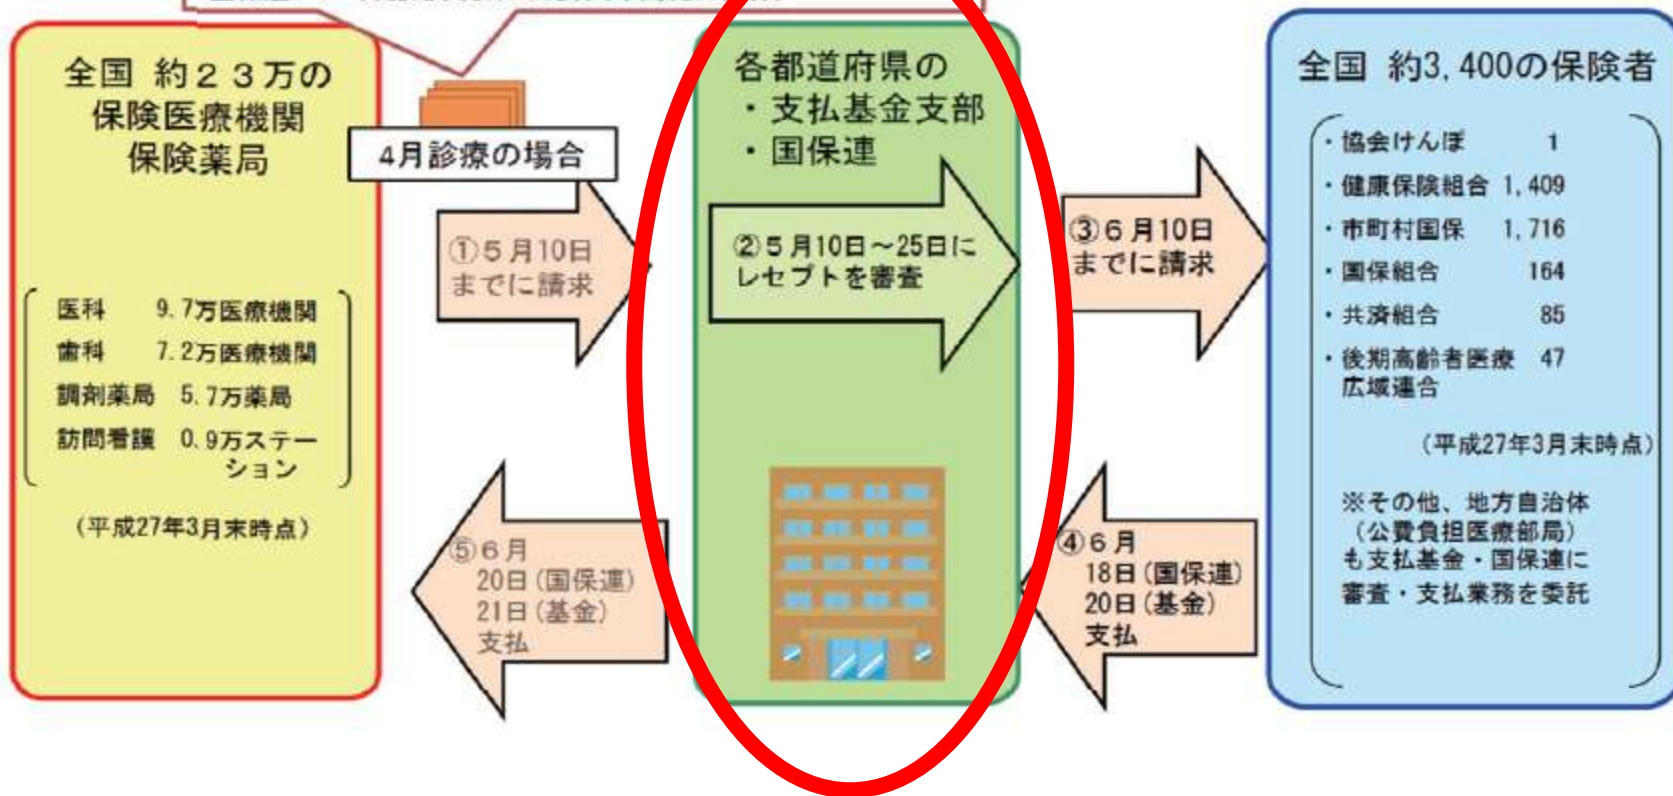 全国 約23万の
保険医療機関
保険薬局
医科 9.7万医療機関
歯科 7.2万医療機関
調剤薬局 5.7万薬局
訪問看護 0.9万ステー
ション
(平成27年3月末時点)
4月診療の場合
①5月10日
までに請求
各都道府県の
・支払基金支部
・国保連
②5月10日~25日に
レセプトを審査
③6月10日
までに請求
全国 約3,400の保険者
・協会けんぽ 1
・健康保険組合 1,409
・市町村国保 1,716
・国保組合 164
・共済組合 85
・後期高齢者医療 47
広域連合
(平成27年3月末時点)
※その他、地方自治体
(公費負担医療部局)
も支払基金・国保連に
審査・支払業務を委託
④6月
18日(国保連)
20日(基金)
支払
⑤6月
20日(国保連)
21日(基金)
支払